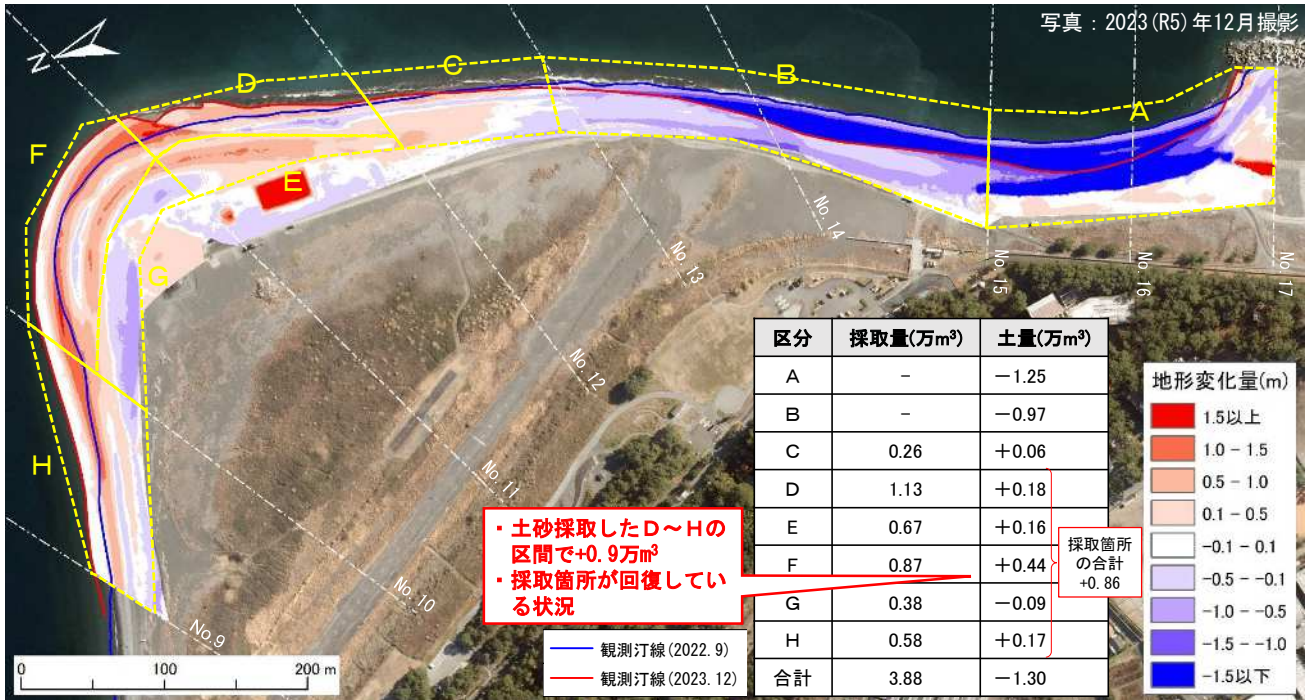 写真：2023(R5)年12月撮影
N
A
B
C
D
E
F
G
H
No.9
No.10
No.11
No.12
No.13
No.14
No.15
No.16
No.17
区分 採取量(万m³) 土量(万m³)
A － －1.25
B － －0.97
C 0.26 ＋0.06
D 1.13 ＋0.18
E 0.67 ＋0.16
F 0.87 ＋0.44
G 0.38 －0.09
H 0.58 ＋0.17
合計 3.88 －1.30
採取箇所
の合計
+0.86
・土砂採取したD～Hの
区間で+0.9万m³
・採取箇所が回復してい
る状況
観測汀線(2022.9)
観測汀線(2023.12)
地形変化量(m)
1.5以上
1.0 - 1.5
0.5 - 1.0
0.1 - 0.5
-0.1 - 0.1
-0.5 - -0.1
-1.0 - -0.5
-1.5 - -1.0
-1.5以下
0 100 200 m